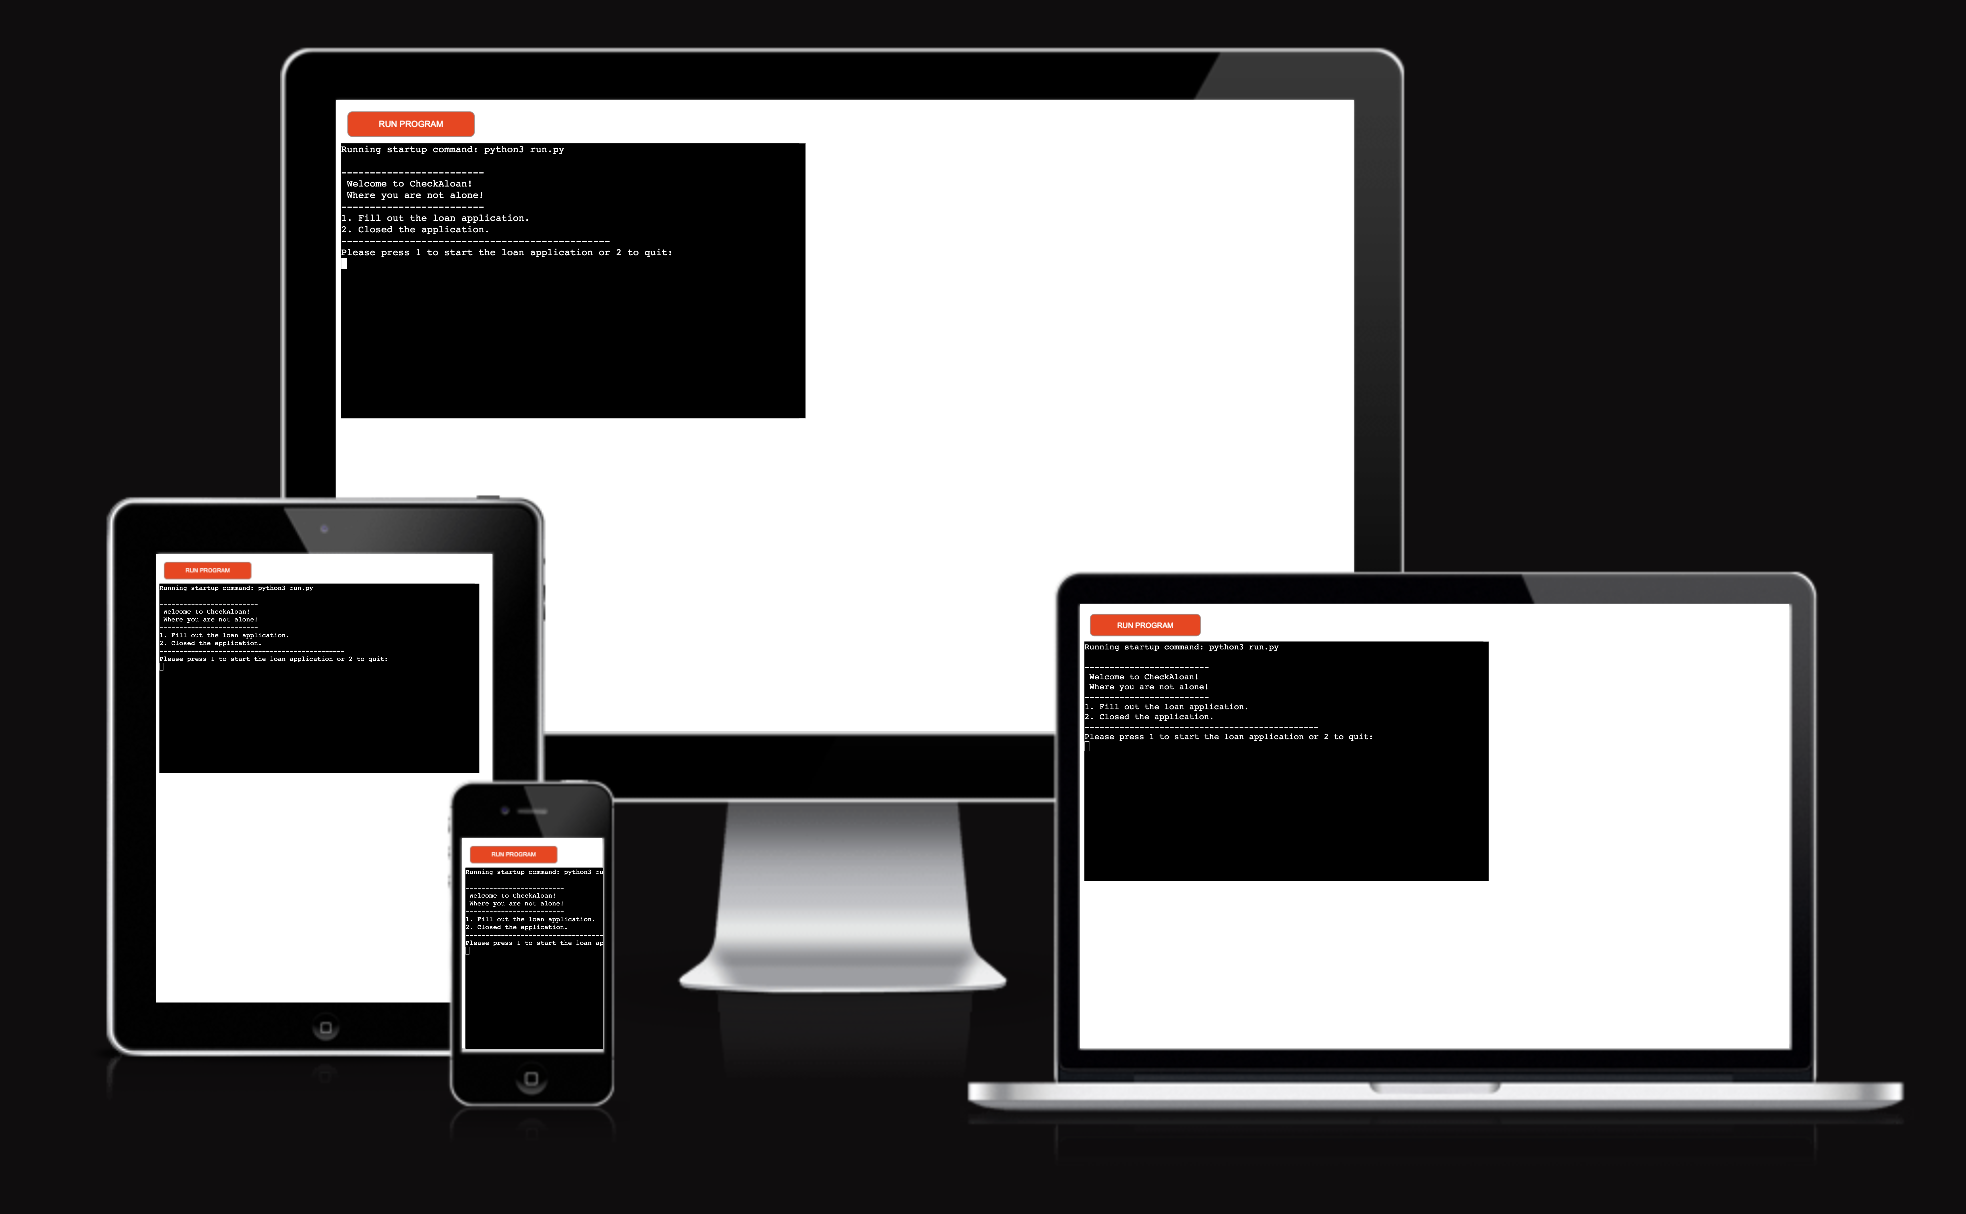 RUN PROGRAM
Running startup command: python3 run.py
-------------------------
Welcome to CheckAloan!
Where you are not alone!
-------------------------
1. Fill out the loan application.
2. Closed the application.
-----------------------------------------------
Please press 1 to start the loan application or 2 to quit:
RUN PROGRAM
Running startup command: python3 run.py
-------------------------
Welcome to CheckAloan!
Where you are not alone!
-------------------------
1. Fill out the loan application.
2. Closed the application.
-----------------------------------------------
Please press 1 to start the loan application or 2 to quit:
RUN PROGRAM
Running startup command: python3 ru
-------------------------
Welcome to CheckAloan!
Where you are not alone!
-------------------------
1. Fill out the loan application.
2. Closed the application.
-----------------------------------
Please press 1 to start the loan ap
RUN PROGRAM
Running startup command: python3 run.py
-------------------------
Welcome to CheckAloan!
Where you are not alone!
-------------------------
1. Fill out the loan application.
2. Closed the application.
-----------------------------------------------
Please press 1 to start the loan application or 2 to quit: